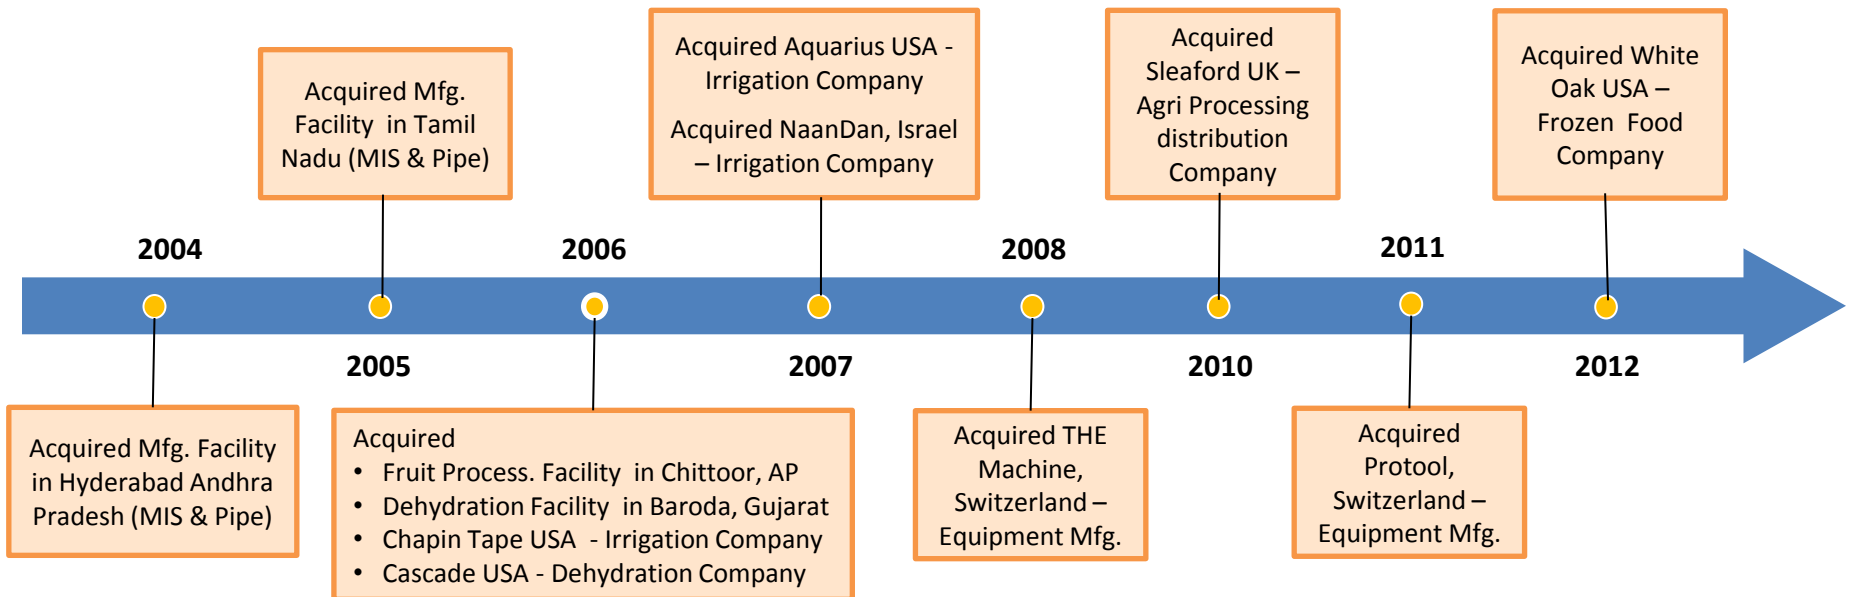 2004
Acquired Mfg. Facility
in Hyderabad Andhra
Pradesh (MIS & Pipe)
Acquired Mfg.
Facility in Tamil
Nadu (MIS & Pipe)
2005
2006
Acquired
• Fruit Process. Facility in Chittoor, AP
• Dehydration Facility in Baroda, Gujarat
• Chapin Tape USA - Irrigation Company
• Cascade USA - Dehydration Company
Acquired Aquarius USA -
Irrigation Company
Acquired NaanDan, Israel
– Irrigation Company
2007
2008
Acquired THE
Machine,
Switzerland –
Equipment Mfg.
Acquired
Sleaford UK –
Agri Processing
distribution
Company
2010
2011
Acquired
Protool,
Switzerland –
Equipment Mfg.
Acquired White
Oak USA –
Frozen Food
Company
2012